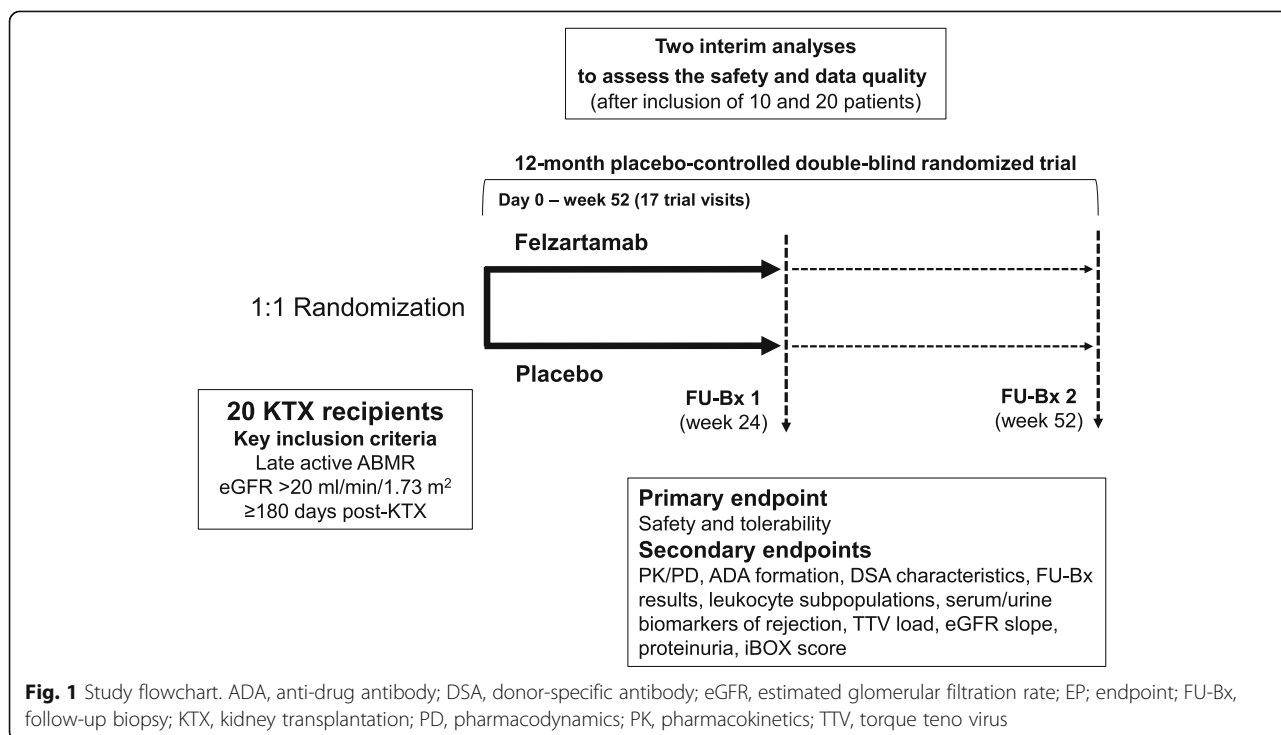 Two interim analyses
to assess the safety and data quality
(after inclusion of 10 and 20 patients)
12-month placebo-controlled double-blind randomized trial
Day 0 – week 52 (17 trial visits)
Felzartamab
1:1 Randomization
Placebo
FU-Bx 1
(week 24)
FU-Bx 2
(week 52)
20 KTX recipients
Key inclusion criteria
Late active ABMR
eGFR >20 ml/min/1.73 m²
≥180 days post-KTX
Primary endpoint
Safety and tolerability
Secondary endpoints
PK/PD, ADA formation, DSA characteristics, FU-Bx
results, leukocyte subpopulations, serum/urine
biomarkers of rejection, TTV load, eGFR slope,
proteinuria, iBOX score
Fig. 1 Study flowchart. ADA, anti-drug antibody; DSA, donor-specific antibody; eGFR, estimated glomerular filtration rate; EP; endpoint; FU-Bx,
follow-up biopsy; KTX, kidney transplantation; PD, pharmacodynamics; PK, pharmacokinetics; TTV, torque teno virus